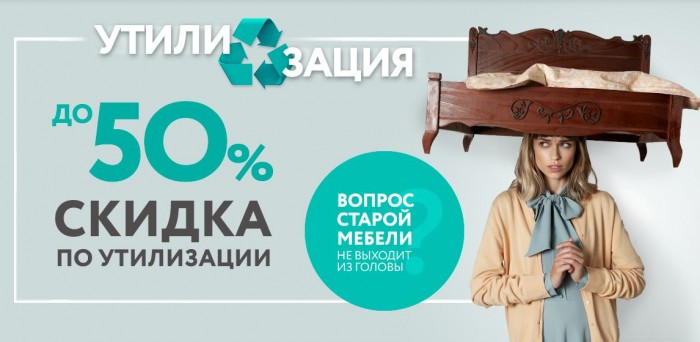 УТИЛИ
ЗАЦИЯ
ДО 50%
СКИДКА
ПО УТИЛИЗАЦИИ
ВОПРОС
СТАРОЙ
МЕБЕЛИ
НЕ ВЫХОДИТ
ИЗ ГОЛОВЫ
?